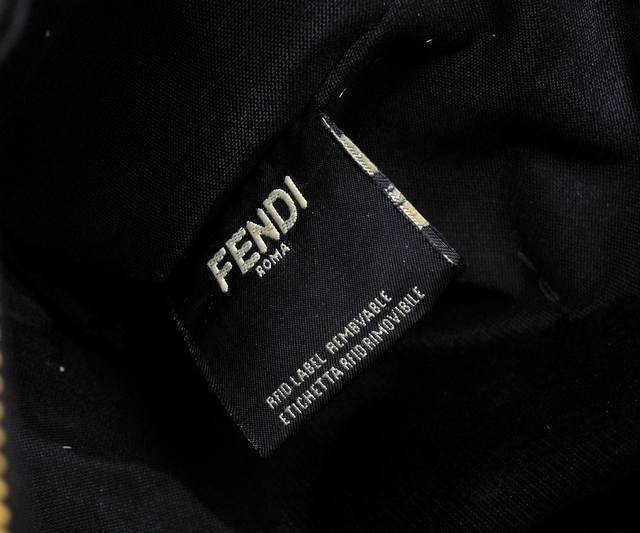 FENDI
ROMA
RFID LABEL REMBVABLE
ETICHETTA RFID RIMOVIBILE